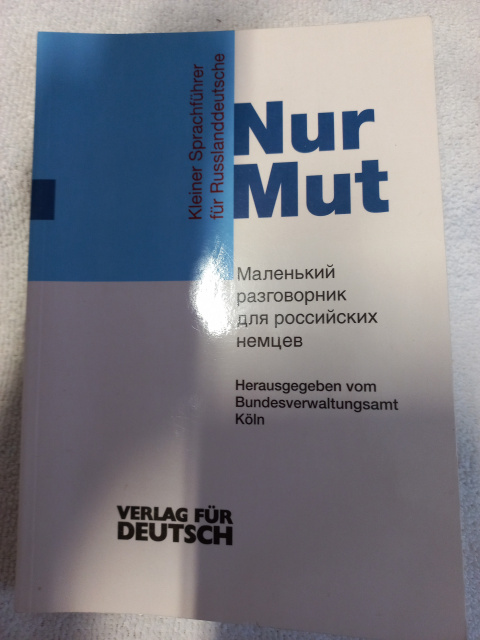 Kleiner Sprachführer
für Russlanddeutsche
Nur
Mut
Маленький
разговорник
для российских
немцев
Herausgegeben vom
Bundesverwaltungsamt
Köln
VERLAG FÜR
DEUTSCH